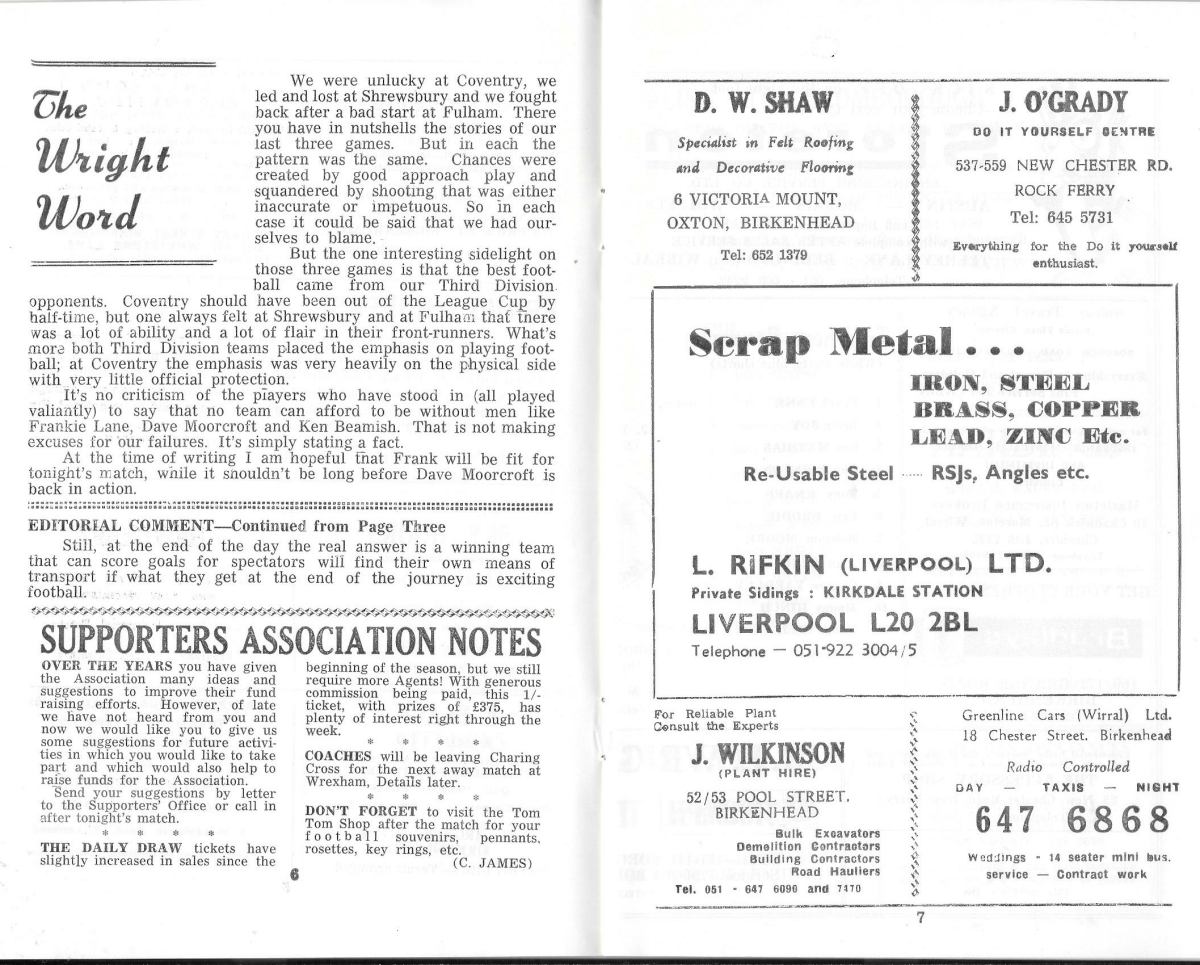 The
Wright
Word
We were unlucky at Coventry, we
led and lost at Shrewsbury and we fought
back after a bad start at Fulham. There
you have in nutshells the stories of our
last three games. But in each the
pattern was the same. Chances were
created by good approach play and
squandered by shooting that was either
inaccurate or impetuous. So in each
case it could be said that we had our-
selves to blame.
But the one interesting sidelight on
those three games is that the best foot-
ball came from our Third Division
opponents. Coventry should have been out of the League Cup by
half-time, but one always felt at Shrewsbury and at Fulham that there
was a lot of ability and a lot of flair in their front-runners. What's
more both Third Division teams placed the emphasis on playing foot-
ball; at Coventry the emphasis was very heavily on the physical side
with very little official protection.
It's no criticism of the players who have stood in (all played
valiantly) to say that no team can afford to be without men like
Frankie Lane, Dave Moorcroft and Ken Beamish. That is not making
excuses for our failures. It's simply stating a fact.
At the time of writing I am hopeful that Frank will be fit for
tonight's match, while it snouldn't be long before Dave Moorcroft is
back in action.
EDITORIAL COMMENT—Continued from Page Three
Still, at the end of the day the real answer is a winning team
that can score goals for spectators will find their own means of
transport if what they get at the end of the journey is exciting
football.
SUPPORTERS ASSOCIATION NOTES
OVER THE YEARS you have given
the Association many ideas and
suggestions to improve their fund
raising efforts. However, of late
we have not heard from you and
now we would like you to give us
some suggestions for future activi-
ties in which you would like to take
part and which would also help to
raise funds for the Association.
Send your suggestions by letter
to the Supporters' Office or call in
after tonight's match.
* * * *
THE DAILY DRAW tickets have
slightly increased in sales since the
beginning of the season, but we still
require more Agents! With generous
commission being paid, this 1/-
ticket, with prizes of £375, has
plenty of interest right through the
week.
* * * *
COACHES will be leaving Charing
Cross for the next away match at
Wrexham, Details later.
* * * *
DON'T FORGET to visit the Tom
Tom Shop after the match for your
football souvenirs, pennants,
rosettes, key rings, etc.
(C. JAMES)
6
D. W. SHAW
Specialist in Felt Roofing
and Decorative Flooring
6 VICTORIA MOUNT,
OXTON, BIRKENHEAD
Tel: 652 1379
J. O'GRADY
DO IT YOURSELF CENTRE
537-559 NEW CHESTER RD.
ROCK FERRY
Tel: 645 5731
Everything for the Do it yourself
enthusiast.
Scrap Metal . . .
IRON, STEEL
BRASS, COPPER
LEAD, ZINC Etc.
Re-Usable Steel ..... RSJs, Angles etc.
L. RIFKIN (LIVERPOOL) LTD.
Private Sidings : KIRKDALE STATION
LIVERPOOL L20 2BL
Telephone — 051-922 3004/5
For Reliable Plant
Consult the Experts
J. WILKINSON
(PLANT HIRE)
52/53 POOL STREET,
BIRKENHEAD
Bulk Excavators
Demolition Contractors
Building Contractors
Road Hauliers
Tel. 051 - 647 6090 and 7470
Greenline Cars (Wirral) Ltd.
18 Chester Street, Birkenhead
Radio Controlled
DAY — TAXIS — NIGHT
647 6868
Weddings - 14 seater mini bus.
service — Contract work
7